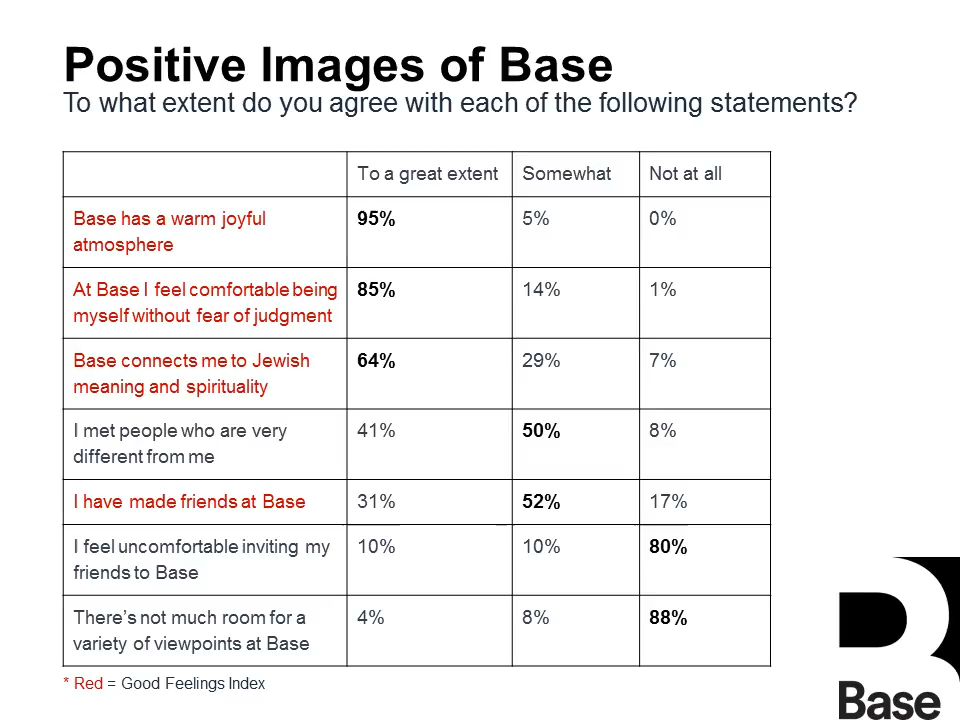 Positive Images of Base
To what extent do you agree with each of the following statements?
To a great extent Somewhat Not at all
Base has a warm joyful
atmosphere
95% 5% 0%
At Base I feel comfortable being
myself without fear of judgment
85% 14% 1%
Base connects me to Jewish
meaning and spirituality
64% 29% 7%
I met people who are very
different from me
41% 50% 8%
I have made friends at Base 31% 52% 17%
I feel uncomfortable inviting my
friends to Base
10% 10% 80%
There’s not much room for a
variety of viewpoints at Base
4% 8% 88%
* Red = Good Feelings Index
B
Base